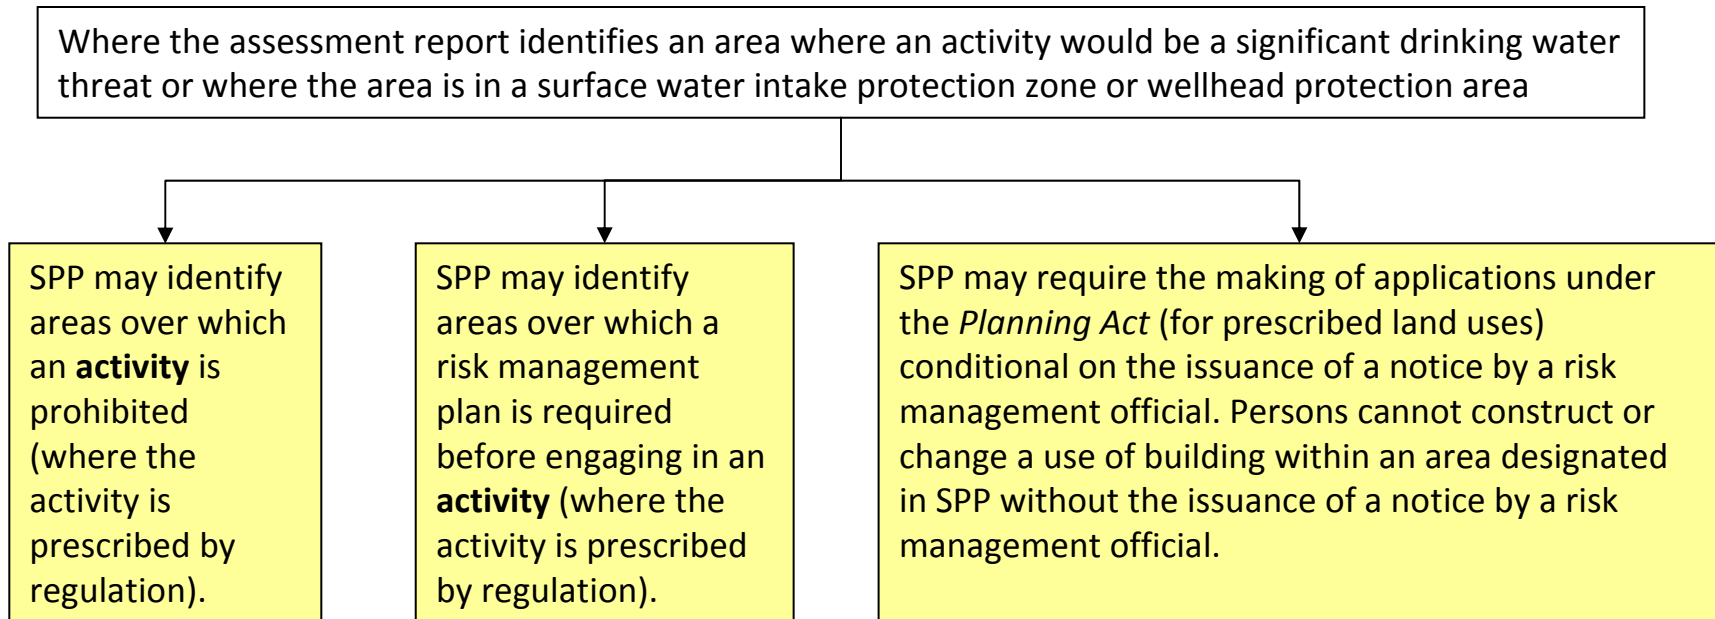 Where the assessment report identifies an area where an activity would be a significant drinking water
threat or where the area is in a surface water intake protection zone or wellhead protection area
SPP may identify
areas over which
an activity is
prohibited
(where the
activity is
prescribed by
regulation).
SPP may identify
areas over which a
risk management
plan is required
before engaging in an
activity (where the
activity is prescribed
by regulation).
SPP may require the making of applications under
the Planning Act (for prescribed land uses)
conditional on the issuance of a notice by a risk
management official. Persons cannot construct or
change a use of building within an area designated
in SPP without the issuance of a notice by a risk
management official.